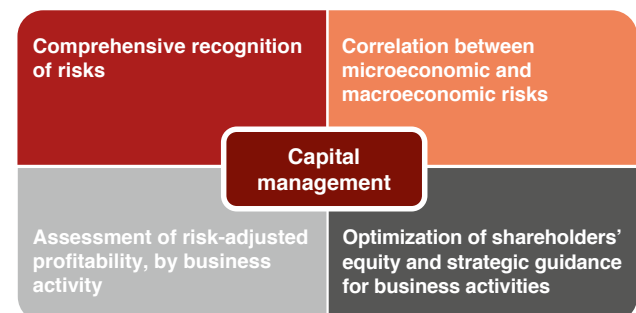 Comprehensive recognition
of risks
Correlation between
microeconomic and
macroeconomic risks
Capital
management
Assessment of risk-adjusted
profitability, by business
activity
Optimization of shareholders’
equity and strategic guidance
for business activities